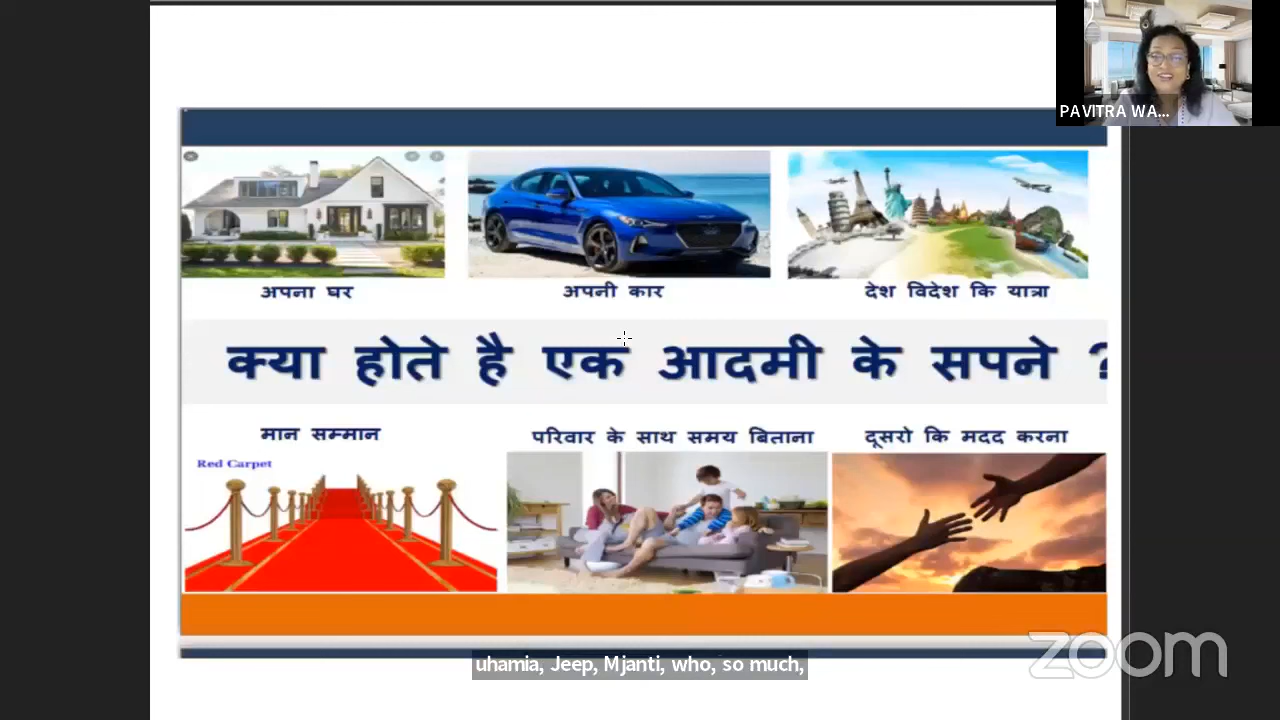 PAVITRA WA...
अपना घर
अपनी कार
देश विदेश कि यात्रा
क्या होते है एक आदमी के सपने ?
मान सम्मान
परिवार के साथ समय बिताना
दूसरो कि मदद करना
Red Carpet
zoom
uhamia, Jeep, Mjanti, who, so much,